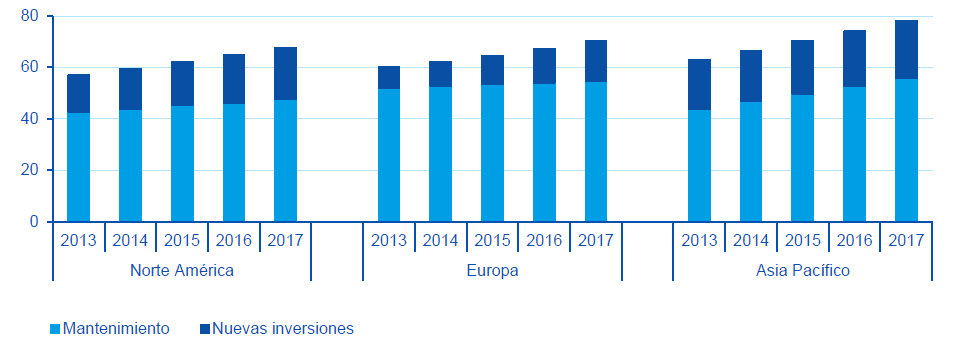 80
60
40
20
0
2013 2014 2015 2016 2017 2013 2014 2015 2016 2017 2013 2014 2015 2016 2017
Norte América Europa Asia Pacífico
Mantenimiento Nuevas inversiones